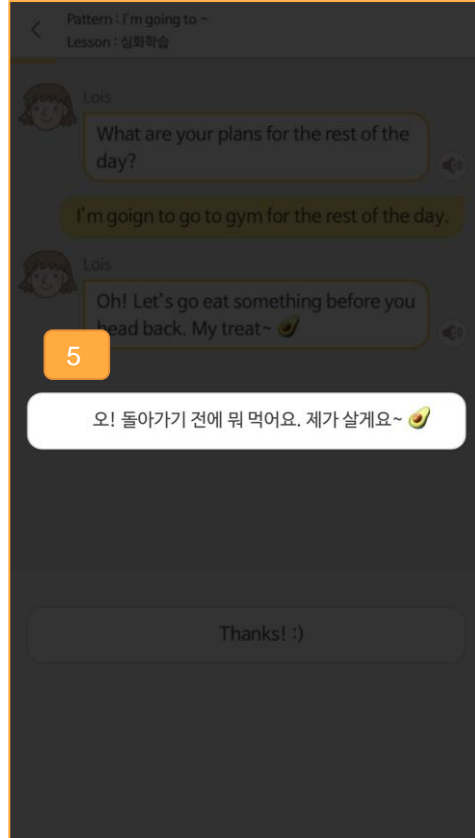 Pattern : I'm going to ~
Lesson : 심화학습
Lois
What are your plans for the rest of the
day?
I'm goign to go to gym for the rest of the day.
Lois
Oh! Let's go eat something before you
head back. My treat~ 🥑
5
오! 돌아가기 전에 뭐 먹어요. 제가 살게요~ 🥑
Thanks! :)